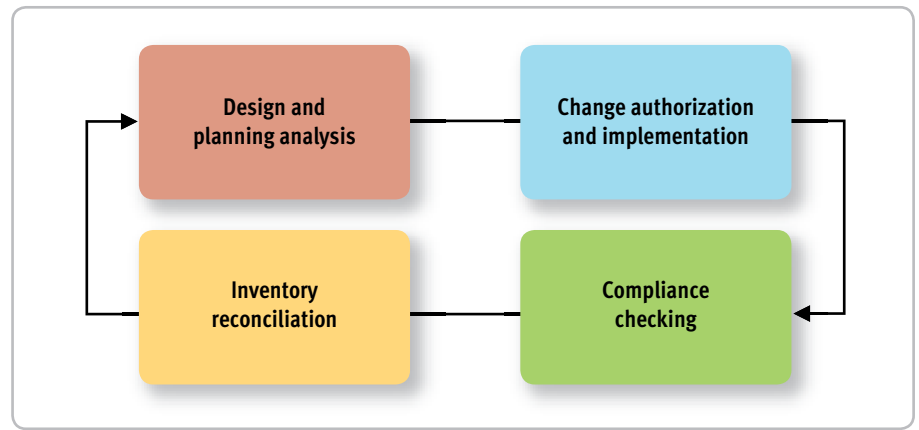 Design and
planning analysis
Change authorization
and implementation
Inventory
reconciliation
Compliance
checking